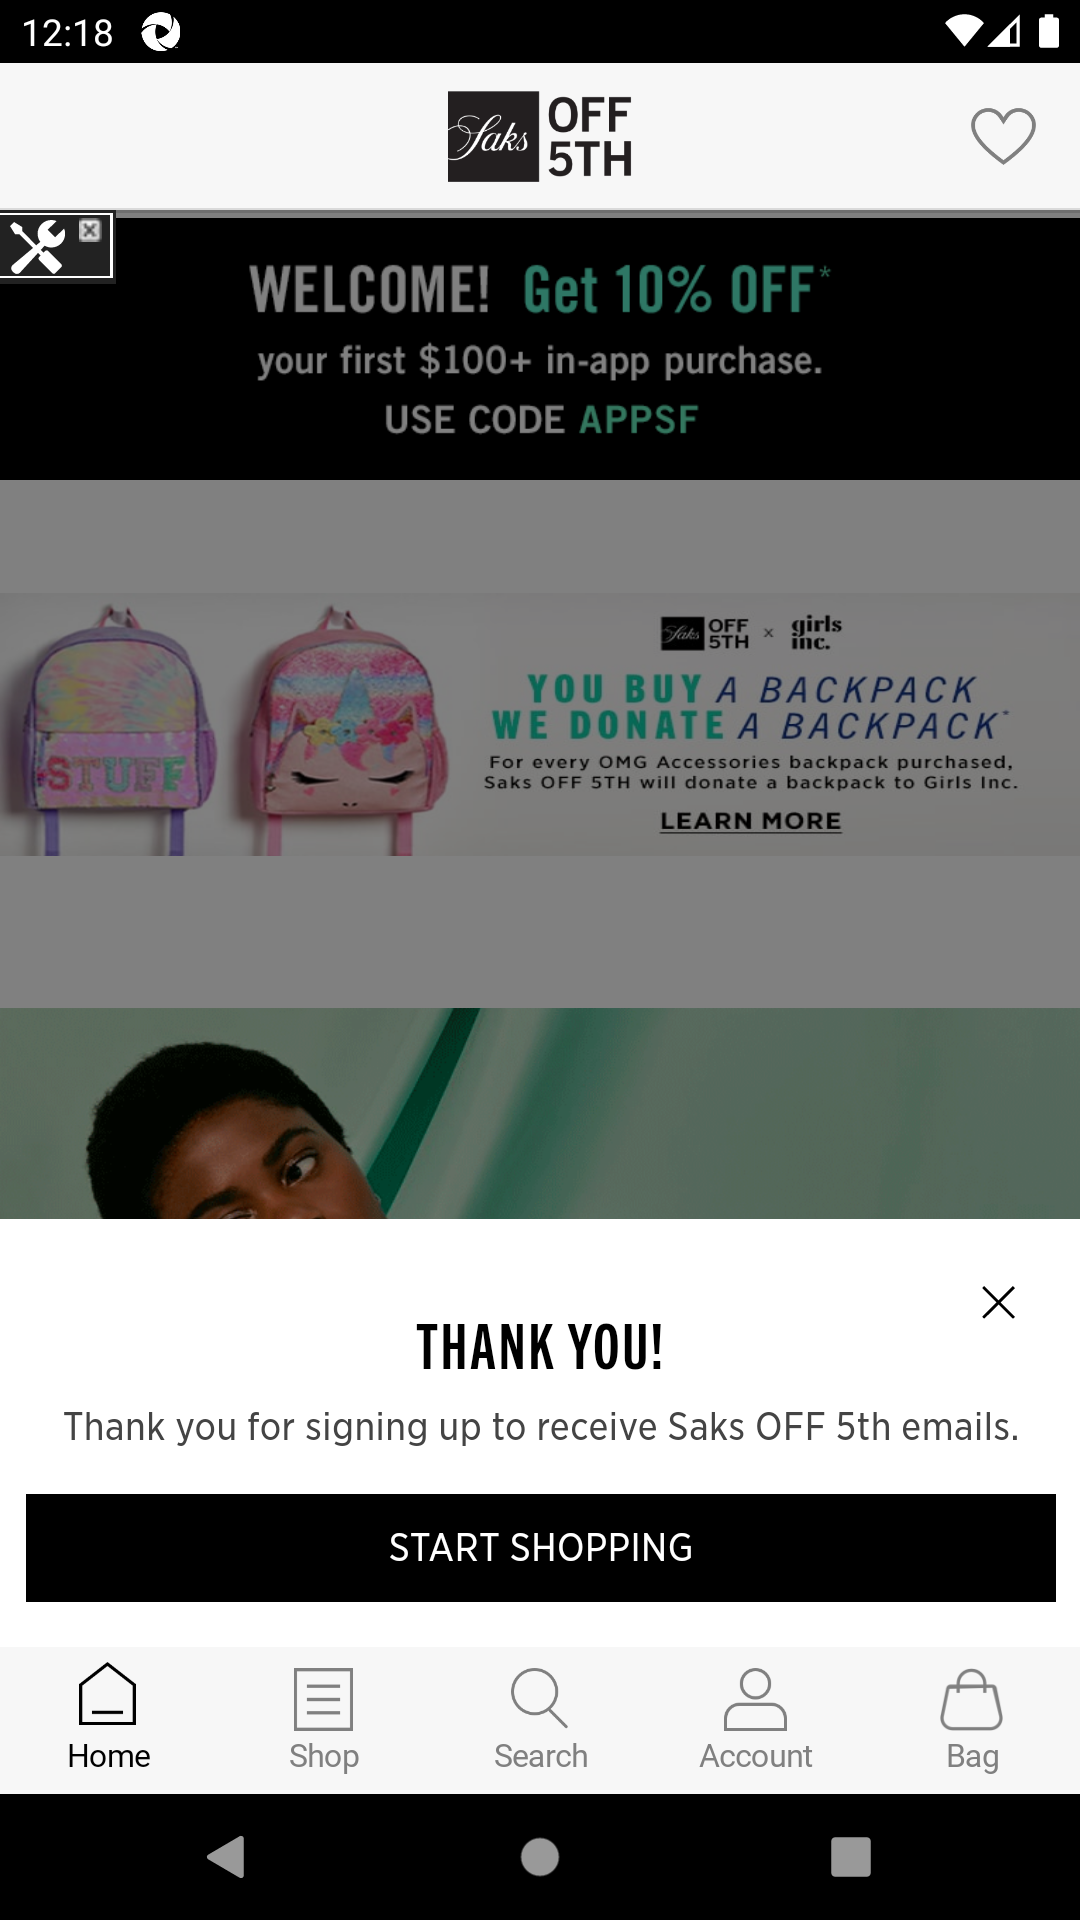 12:18
Saks OFF 5TH
WELCOME! Get 10% OFF*
your first $100+ in-app purchase.
USE CODE APPSF
Saks OFF 5TH × girls inc.
YOU BUY A BACKPACK
WE DONATE A BACKPACK*
For every OMG Accessories backpack purchased,
Saks OFF 5TH will donate a backpack to Girls Inc.
LEARN MORE
STUFF
THANK YOU!
Thank you for signing up to receive Saks OFF 5th emails.
START SHOPPING
Home
Shop
Search
Account
Bag